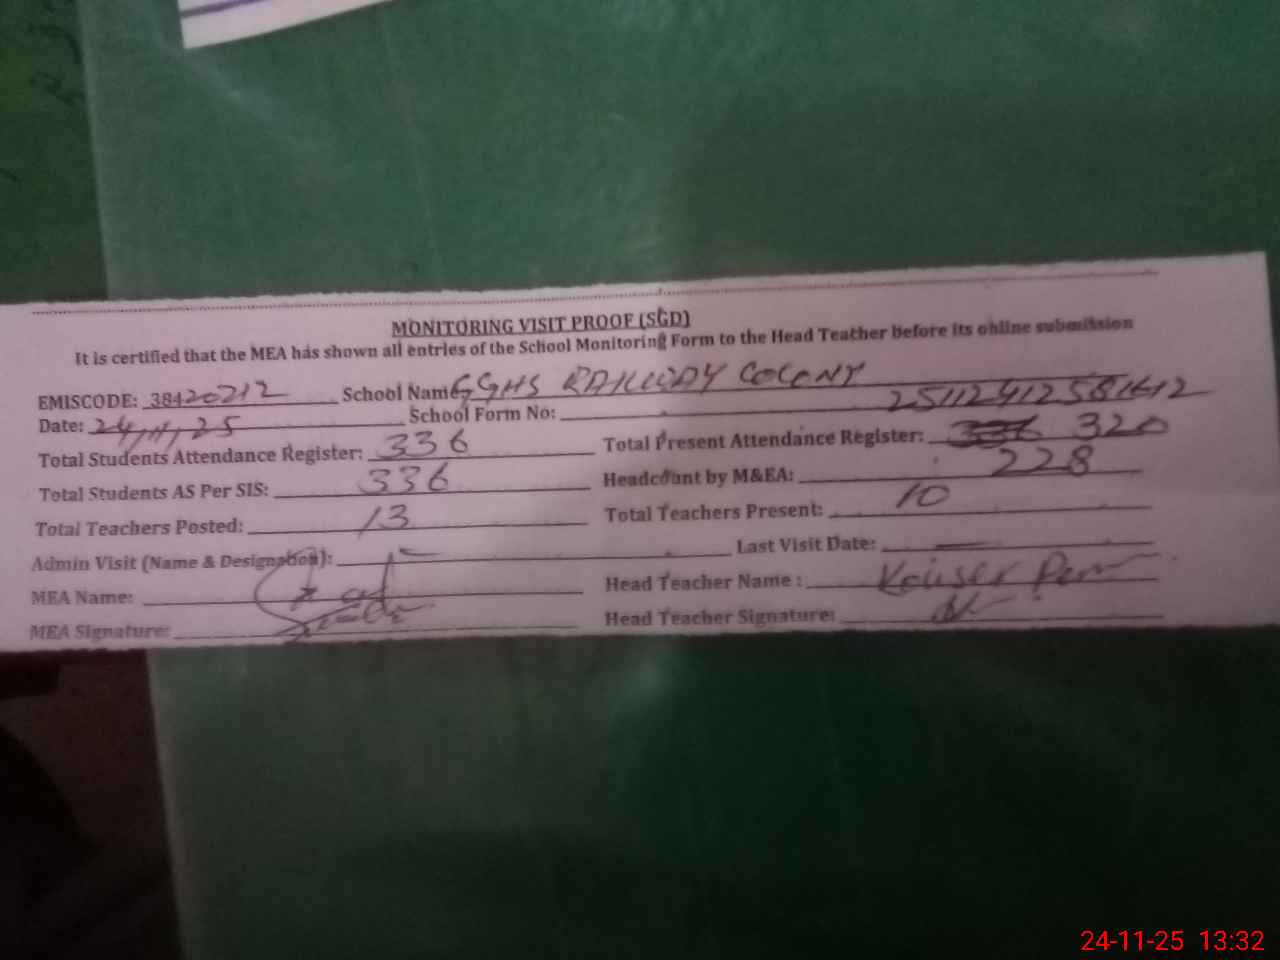 MONITORING VISIT PROOF (SGD)
It is certified that the MEA has shown all entries of the School Monitoring Form to the Head Teacher before its online submission
EMISCODE: 38420212 School Name GGHS RAILWAY COLONY
Date: 24,11,25 School Form No:
Total Students Attendance Register: 336 Total Present Attendance Register: 336 320
Total Students AS Per SIS: 336 Headcount by M&EA: 228
Total Teachers Posted: 13 Total Teachers Present: 10
Admin Visit (Name & Designation): Last Visit Date: —
MEA Name: Head Teacher Name : Kouser
MEA Signature: Head Teacher Signature:
24-11-25 13:32